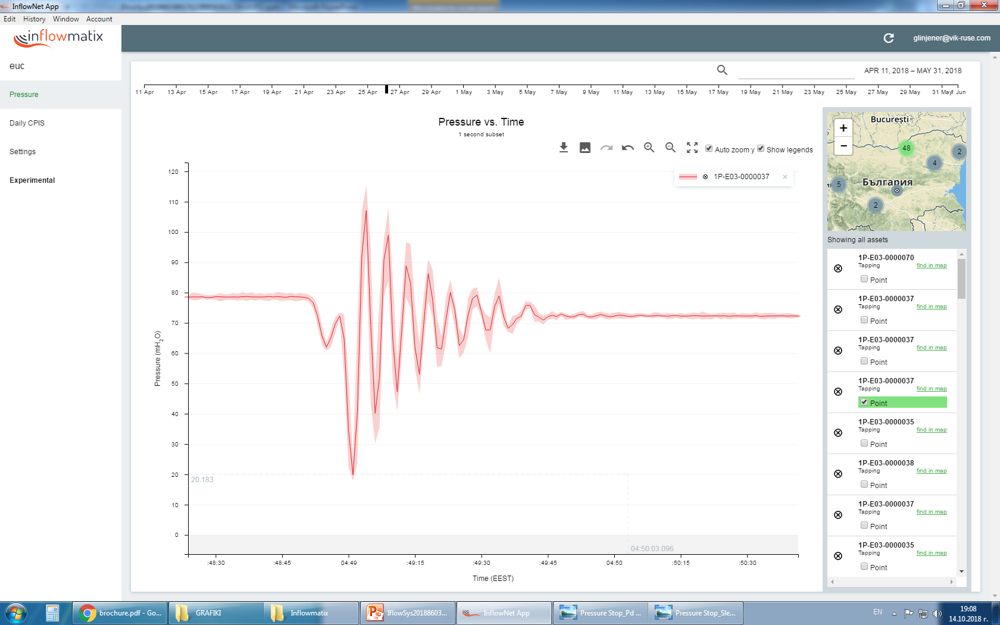 InflowNet App
Edit History Window Account
inflowmatix
glinjener@vik-ruse.com
euc
Pressure
Daily CPIS
Settings
Experimental
APR 11, 2018 – MAY 31, 2018
11 Apr 13 Apr 15 Apr 17 Apr 19 Apr 21 Apr 23 Apr 25 Apr 27 Apr 29 Apr 1 May 3 May 5 May 7 May 9 May 11 May 13 May 15 May 17 May 19 May 21 May 23 May 25 May 27 May 29 May 31 May 1 Jun
Pressure vs. Time
1 second subset
Auto zoom y Show legends
1P-E03-0000037 ×
120
110
100
90
80
70
60
50
40
30
20
10
0
Pressure (mH2O)
20.183
04:50:03.096
:48:30 :48:45 04:49 :49:15 :49:30 :49:45 04:50 :50:15 :50:30
Time (EEST)
+
−
București
48
2
4
5
България
2
Showing all assets
1P-E03-0000070
Tapping find in map
Point
1P-E03-0000037
Tapping find in map
Point
1P-E03-0000037
Tapping find in map
Point
1P-E03-0000037
Tapping find in map
Point
1P-E03-0000035
Tapping find in map
Point
1P-E03-0000038
Tapping find in map
Point
1P-E03-0000037
Tapping find in map
Point
1P-E03-0000035
Tapping find in map
Point
brochure.pdf - Go...
GRAFIKI
Inflowmatix
IflowSys20188603...
InflowNet App
Pressure Stop_Pd ...
Pressure Stop_Sle...
EN
19:08
14.10.2018 г.